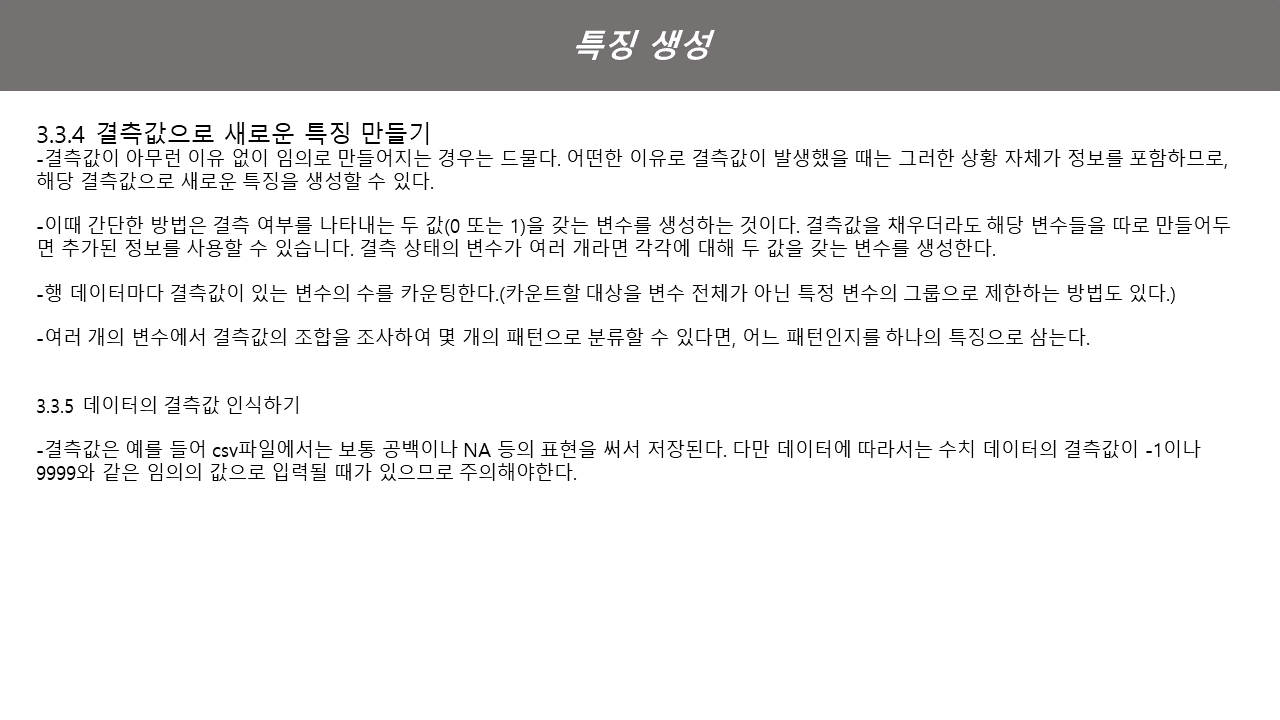 특징 생성
3.3.4 결측값으로 새로운 특징 만들기
-결측값이 아무런 이유 없이 임의로 만들어지는 경우는 드물다. 어떤한 이유로 결측값이 발생했을 때는 그러한 상황 자체가 정보를 포함하므로,
해당 결측값으로 새로운 특징을 생성할 수 있다.
-이때 간단한 방법은 결측 여부를 나타내는 두 값(0 또는 1)을 갖는 변수를 생성하는 것이다. 결측값을 채우더라도 해당 변수들을 따로 만들어두
면 추가된 정보를 사용할 수 있습니다. 결측 상태의 변수가 여러 개라면 각각에 대해 두 값을 갖는 변수를 생성한다.
-행 데이터마다 결측값이 있는 변수의 수를 카운팅한다.(카운트할 대상을 변수 전체가 아닌 특정 변수의 그룹으로 제한하는 방법도 있다.)
-여러 개의 변수에서 결측값의 조합을 조사하여 몇 개의 패턴으로 분류할 수 있다면, 어느 패턴인지를 하나의 특징으로 삼는다.
3.3.5 데이터의 결측값 인식하기
-결측값은 예를 들어 csv파일에서는 보통 공백이나 NA 등의 표현을 써서 저장된다. 다만 데이터에 따라서는 수치 데이터의 결측값이 -1이나
9999와 같은 임의의 값으로 입력될 때가 있으므로 주의해야한다.